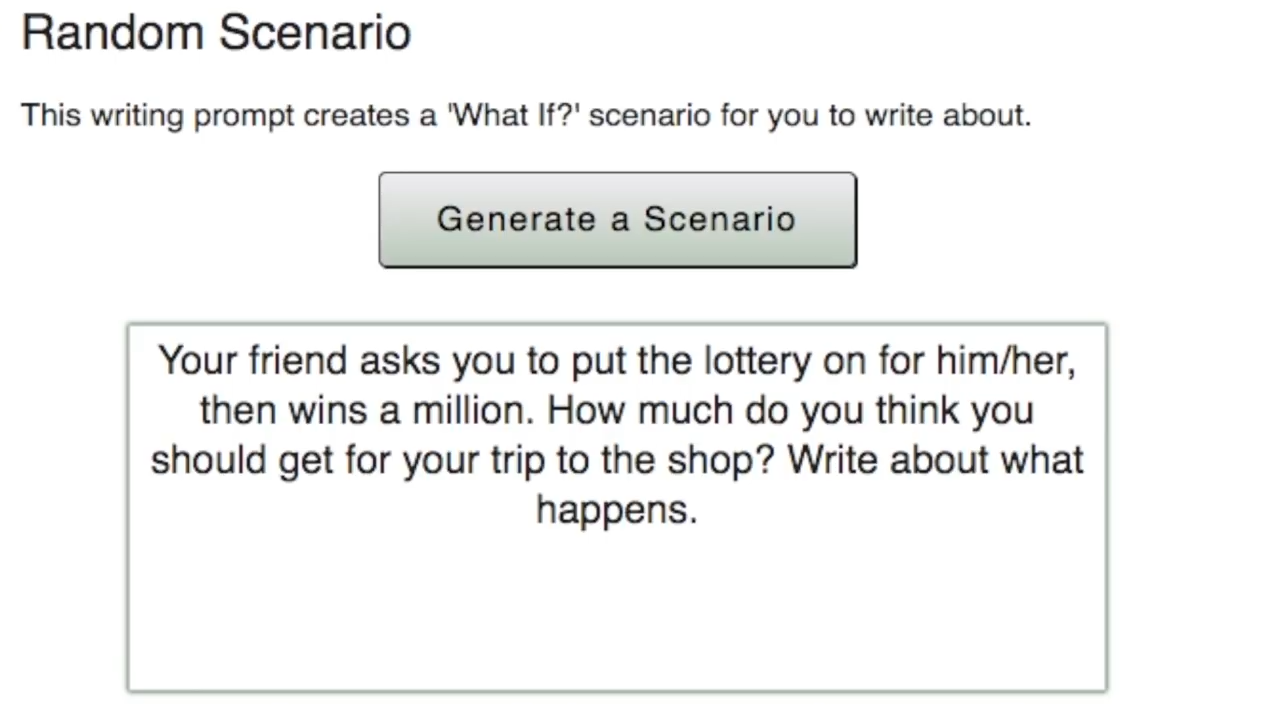 Random Scenario
This writing prompt creates a 'What If?' scenario for you to write about.
Generate a Scenario
Your friend asks you to put the lottery on for him/her,
then wins a million. How much do you think you
should get for your trip to the shop? Write about what
happens.